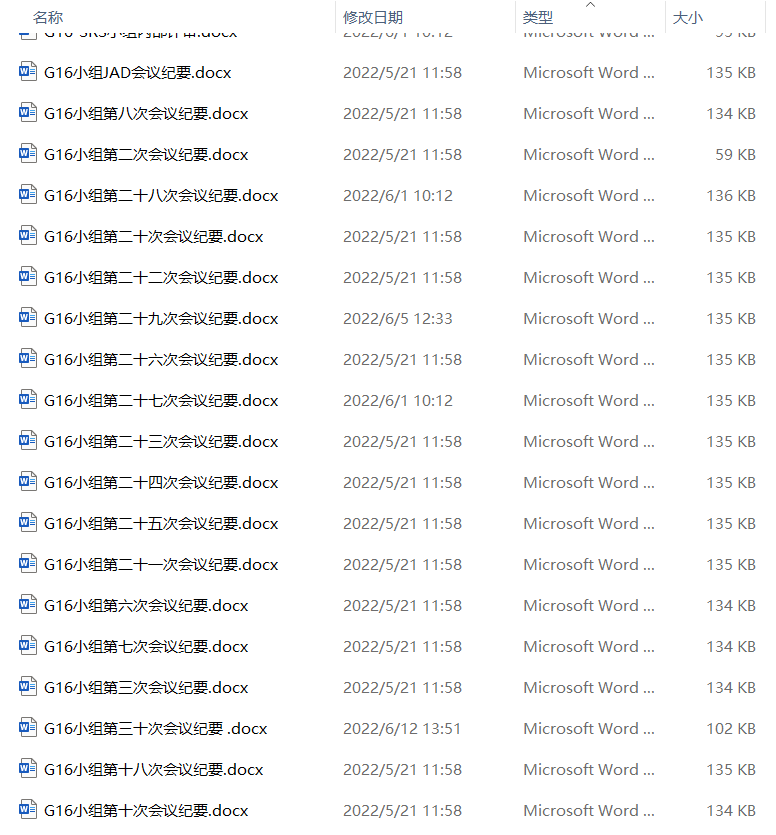 名称 修改日期 类型 大小
G16小组JAD会议纪要.docx 2022/5/21 11:58 Microsoft Word ... 135 KB
G16小组第八次会议纪要.docx 2022/5/21 11:58 Microsoft Word ... 134 KB
G16小组第二次会议纪要.docx 2022/5/21 11:58 Microsoft Word ... 59 KB
G16小组第二十八次会议纪要.docx 2022/6/1 10:12 Microsoft Word ... 136 KB
G16小组第二十次会议纪要.docx 2022/5/21 11:58 Microsoft Word ... 135 KB
G16小组第二十二次会议纪要.docx 2022/5/21 11:58 Microsoft Word ... 135 KB
G16小组第二十九次会议纪要.docx 2022/6/5 12:33 Microsoft Word ... 135 KB
G16小组第二十六次会议纪要.docx 2022/5/21 11:58 Microsoft Word ... 135 KB
G16小组第二十七次会议纪要.docx 2022/6/1 10:12 Microsoft Word ... 135 KB
G16小组第二十三次会议纪要.docx 2022/5/21 11:58 Microsoft Word ... 135 KB
G16小组第二十四次会议纪要.docx 2022/5/21 11:58 Microsoft Word ... 135 KB
G16小组第二十五次会议纪要.docx 2022/5/21 11:58 Microsoft Word ... 135 KB
G16小组第二十一次会议纪要.docx 2022/5/21 11:58 Microsoft Word ... 135 KB
G16小组第六次会议纪要.docx 2022/5/21 11:58 Microsoft Word ... 134 KB
G16小组第七次会议纪要.docx 2022/5/21 11:58 Microsoft Word ... 134 KB
G16小组第三次会议纪要.docx 2022/5/21 11:58 Microsoft Word ... 134 KB
G16小组第三十次会议纪要 .docx 2022/6/12 13:51 Microsoft Word ... 102 KB
G16小组第十八次会议纪要.docx 2022/5/21 11:58 Microsoft Word ... 135 KB
G16小组第十次会议纪要.docx 2022/5/21 11:58 Microsoft Word ... 134 KB